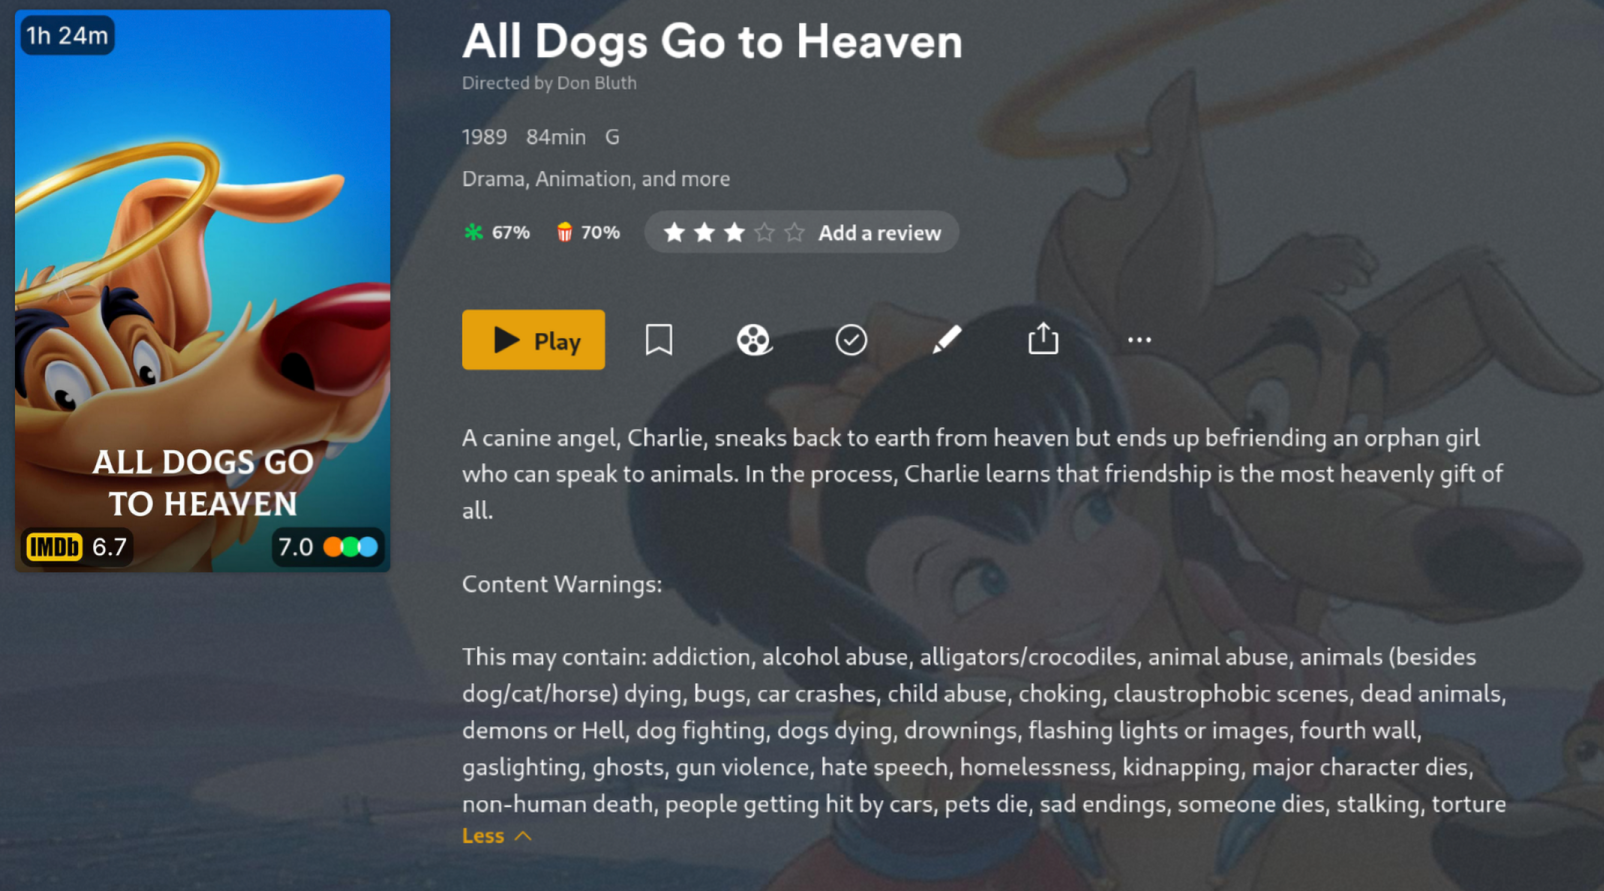 1h 24m
ALL DOGS GO
TO HEAVEN
IMDb 6.7
7.0
All Dogs Go to Heaven
Directed by Don Bluth
1989 84min G
Drama, Animation, and more
67% 70% Add a review
Play
A canine angel, Charlie, sneaks back to earth from heaven but ends up befriending an orphan girl
who can speak to animals. In the process, Charlie learns that friendship is the most heavenly gift of
all.
Content Warnings:
This may contain: addiction, alcohol abuse, alligators/crocodiles, animal abuse, animals (besides
dog/cat/horse) dying, bugs, car crashes, child abuse, choking, claustrophobic scenes, dead animals,
demons or Hell, dog fighting, dogs dying, drownings, flashing lights or images, fourth wall,
gaslighting, ghosts, gun violence, hate speech, homelessness, kidnapping, major character dies,
non-human death, people getting hit by cars, pets die, sad endings, someone dies, stalking, torture
Less